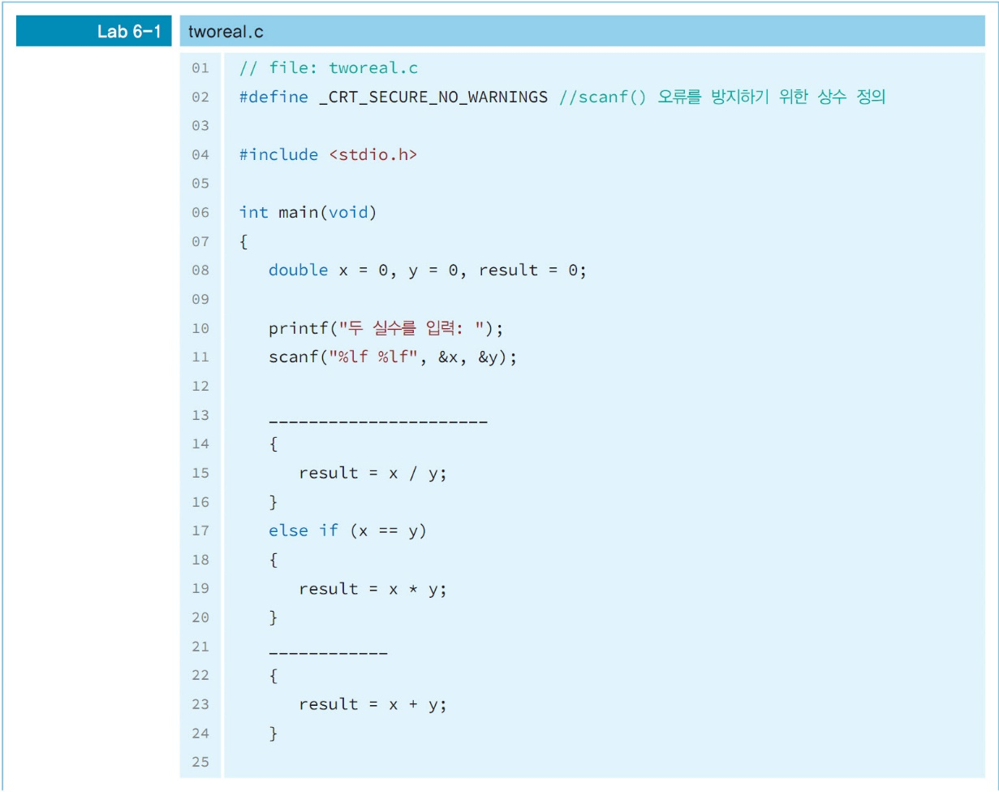 Lab 6-1 tworeal.c
01 // file: tworeal.c
02 #define _CRT_SECURE_NO_WARNINGS //scanf() 오류를 방지하기 위한 상수 정의
03
04 #include <stdio.h>
05
06 int main(void)
07 {
08    double x = 0, y = 0, result = 0;
09
10    printf("두 실수를 입력: ");
11    scanf("%lf %lf", &x, &y);
12
13    ______________________
14    {
15       result = x / y;
16    }
17    else if (x == y)
18    {
19       result = x * y;
20    }
21    ____________
22    {
23       result = x + y;
24    }
25